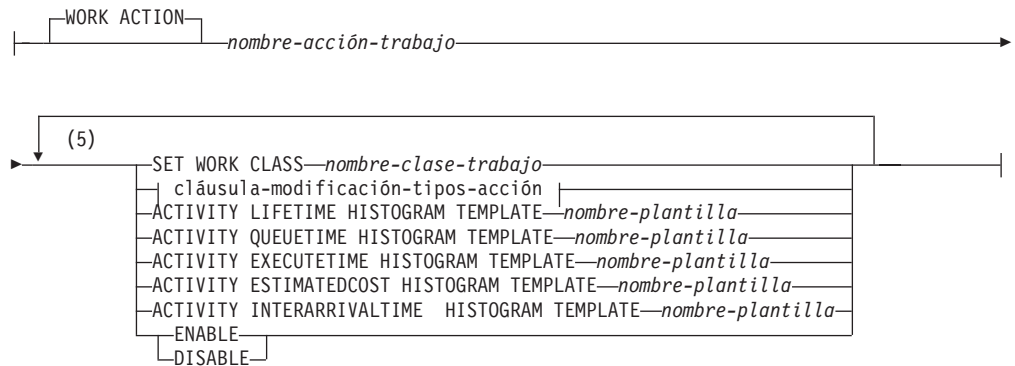 WORK ACTION
nombre-acción-trabajo
(5)
SET WORK CLASS nombre-clase-trabajo
cláusula-modificación-tipos-acción
ACTIVITY LIFETIME HISTOGRAM TEMPLATE nombre-plantilla
ACTIVITY QUEUETIME HISTOGRAM TEMPLATE nombre-plantilla
ACTIVITY EXECUTETIME HISTOGRAM TEMPLATE nombre-plantilla
ACTIVITY ESTIMATEDCOST HISTOGRAM TEMPLATE nombre-plantilla
ACTIVITY INTERARRIVALTIME HISTOGRAM TEMPLATE nombre-plantilla
ENABLE
DISABLE